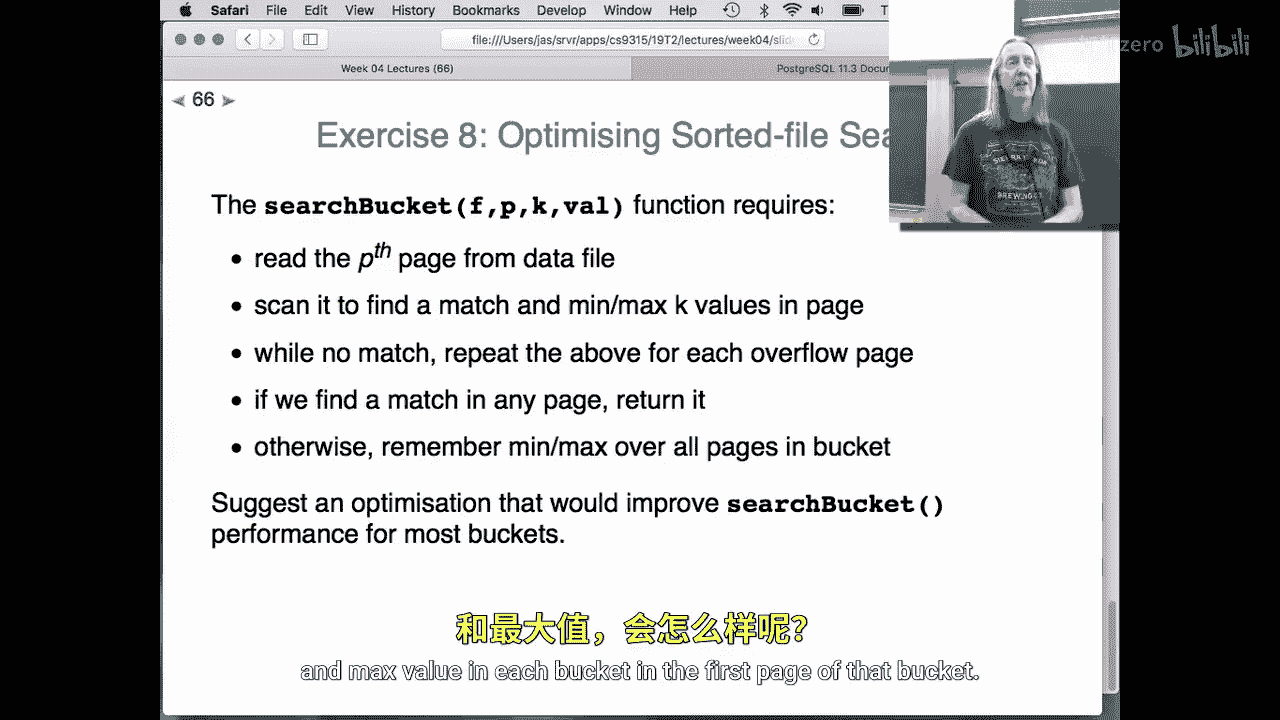 Safari File Edit View History Bookmarks Develop Window Help
file:///Users/jas/srvr/apps/cs9315/19T2/lectures/week04/slid
zero bilibili
Week 04 Lectures (66)
PostgreSQL 11.3 Docu
66
Exercise 8: Optimising Sorted-file Sea
The searchBucket(f,p,k,val) function requires:
• read the pth page from data file
• scan it to find a match and min/max k values in page
• while no match, repeat the above for each overflow page
• if we find a match in any page, return it
• otherwise, remember min/max over all pages in bucket
Suggest an optimisation that would improve searchBucket()
performance for most buckets.
和最大值，会怎么样呢？
and max value in each bucket in the first page of that bucket.